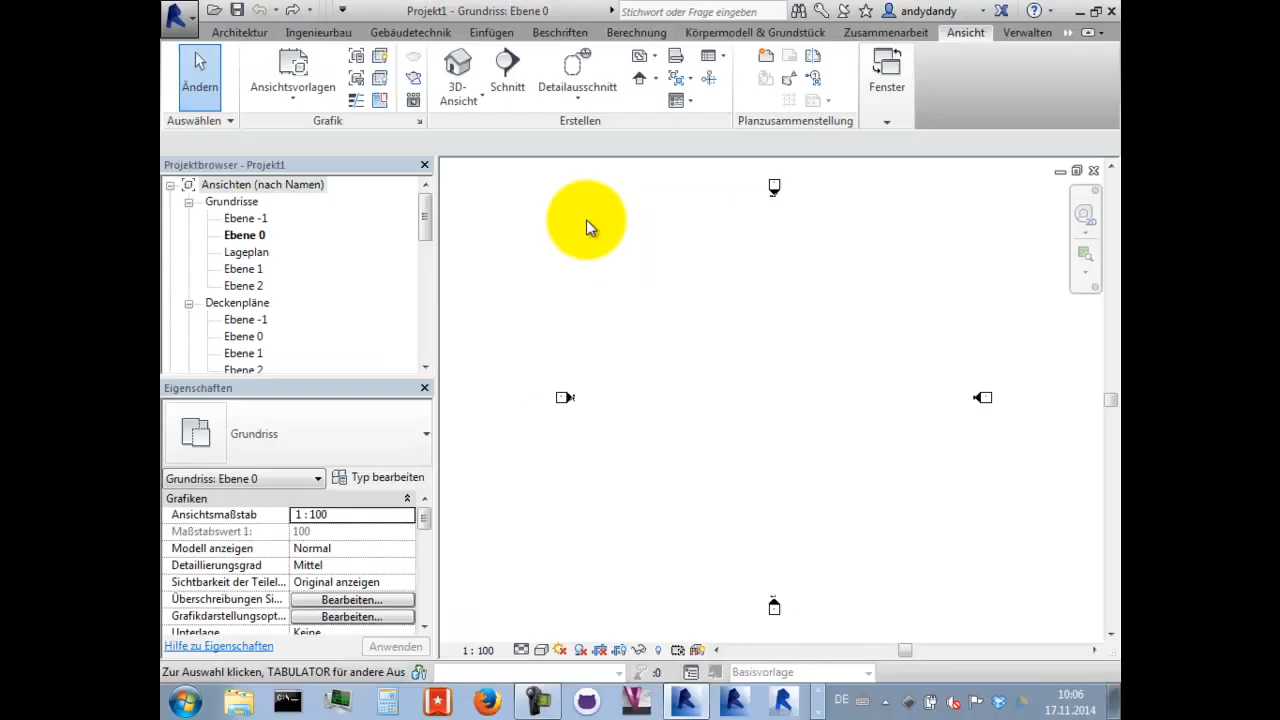 Projekt1 - Grundriss: Ebene 0
Stichwort oder Frage eingeben
andydandy
Architektur
Ingenieurbau
Gebäudetechnik
Einfügen
Beschriften
Berechnung
Körpermodell & Grundstück
Zusammenarbeit
Ansicht
Verwalten
Ändern
Ansichtsvorlagen
3D-
Ansicht
Schnitt
Detailausschnitt
Fenster
Auswählen
Grafik
Erstellen
Planzusammenstellung
Projektbrowser - Projekt1
Ansichten (nach Namen)
Grundrisse
Ebene -1
Ebene 0
Lageplan
Ebene 1
Ebene 2
Deckenpläne
Ebene -1
Ebene 0
Ebene 1
Ebene 2
Eigenschaften
Grundriss
Grundriss: Ebene 0
Typ bearbeiten
Grafiken
Ansichtsmaßstab 1 : 100
Maßstabswert 1: 100
Modell anzeigen Normal
Detaillierungsgrad Mittel
Sichtbarkeit der Teilel... Original anzeigen
Überschreibungen Si... Bearbeiten...
Grafikdarstellungsopt... Bearbeiten...
Unterlage Keine
Hilfe zu Eigenschaften
Anwenden
1 : 100
2D
Zur Auswahl klicken, TABULATOR für andere Aus
:0
Basisvorlage
DE
10:06
17.11.2014